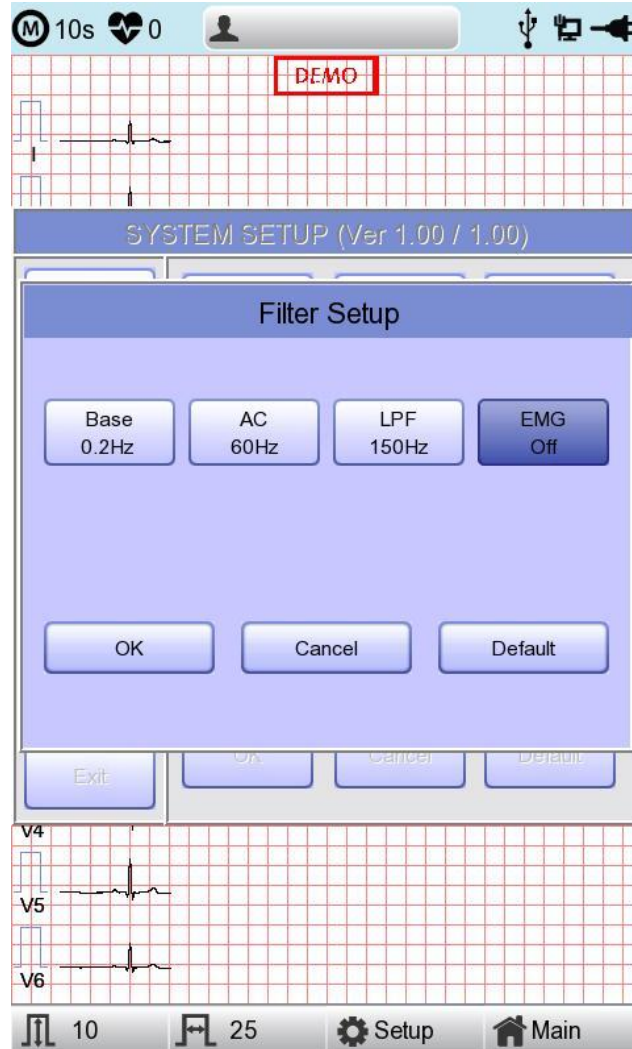 M 10s 0
DEMO
I
SYSTEM SETUP (Ver 1.00 / 1.00)
Filter Setup
Base AC LPF EMG
0.2Hz 60Hz 150Hz Off
OK Cancel Default
Exit OK Cancel Default
V4
V5
V6
10 25 Setup Main